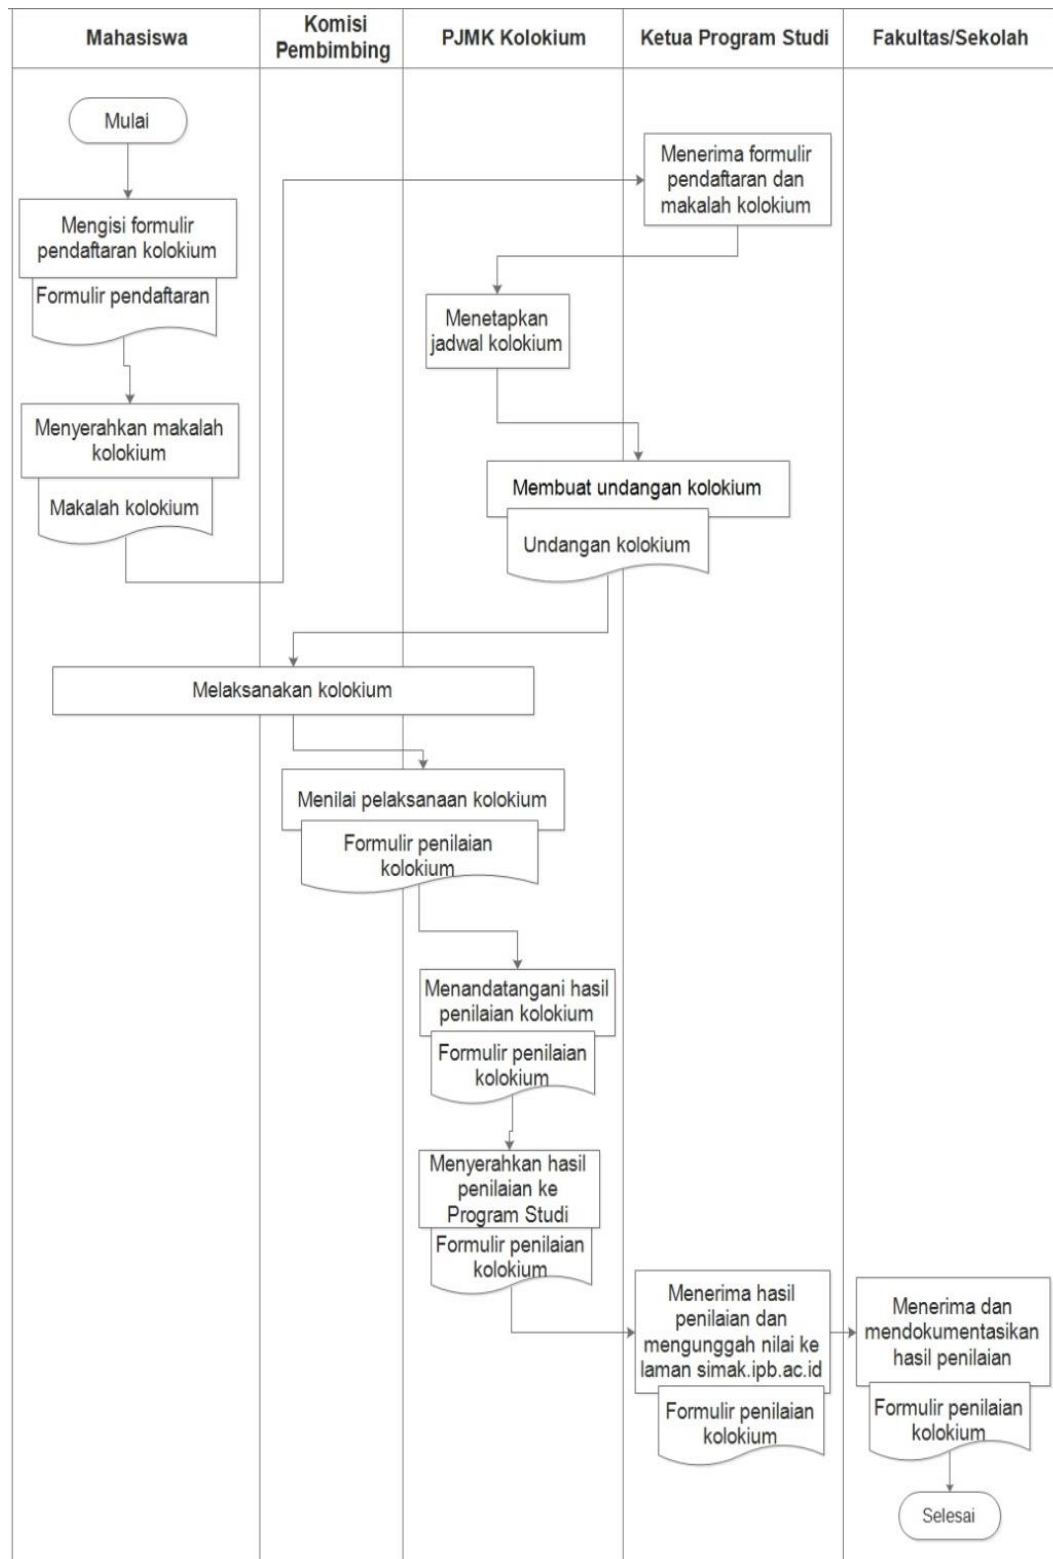 Mahasiswa
Komisi
Pembimbing
PJMK Kolokium
Ketua Program Studi
Fakultas/Sekolah
Mulai
Mengisi formulir
pendaftaran kolokium
Formulir pendaftaran
Menyerahkan makalah
kolokium
Makalah kolokium
Menerima formulir
pendaftaran dan
makalah kolokium
Menetapkan
jadwal kolokium
Membuat undangan kolokium
Undangan kolokium
Melaksanakan kolokium
Menilai pelaksanaan kolokium
Formulir penilaian
kolokium
Menandatangani hasil
penilaian kolokium
Formulir penilaian
kolokium
Menyerahkan hasil
penilaian ke
Program Studi
Formulir penilaian
kolokium
Menerima hasil
penilaian dan
mengunggah nilai ke
laman simak.ipb.ac.id
Formulir penilaian
kolokium
Menerima dan
mendokumentasikan
hasil penilaian
Formulir penilaian
kolokium
Selesai